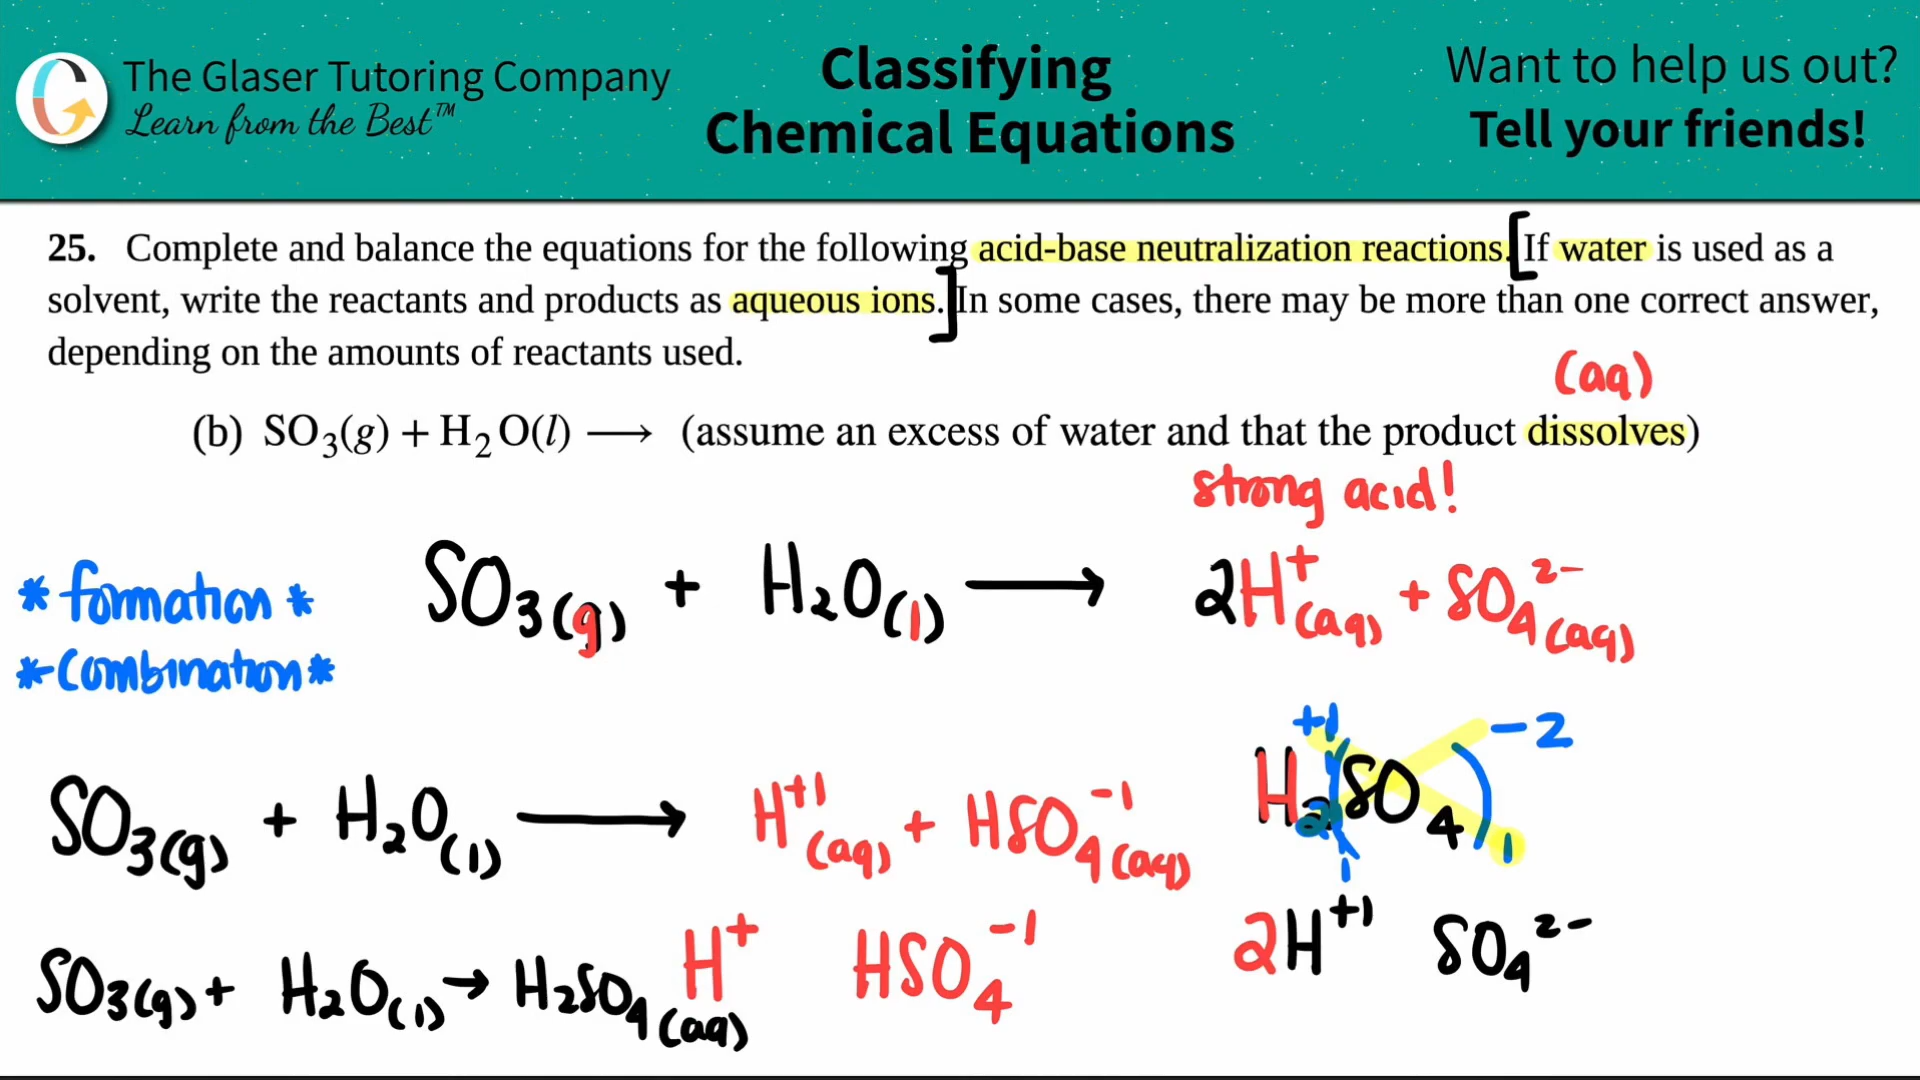 The Glaser Tutoring Company
Learn from the Best™
Classifying
Chemical Equations
Want to help us out?
Tell your friends!
25. Complete and balance the equations for the following acid-base neutralization reactions. [If water is used as a
solvent, write the reactants and products as aqueous ions.] In some cases, there may be more than one correct answer,
depending on the amounts of reactants used.
(aq)
(b) SO₃(g) + H₂O(l) ⟶ (assume an excess of water and that the product dissolves)
strong acid!
* formation *
SO₃(g) + H₂O(l) ⟶ 2H⁺(aq) + SO₄²⁻(aq)
* Combination *
+1 -2
H₂SO₄
1 1
SO₃(g) + H₂O(l) ⟶ H⁺¹(aq) + HSO₄⁻¹(aq)
2H⁺¹ SO₄²⁻
SO₃(g) + H₂O(l) → H₂SO₄(aq)
H⁺ HSO₄⁻¹